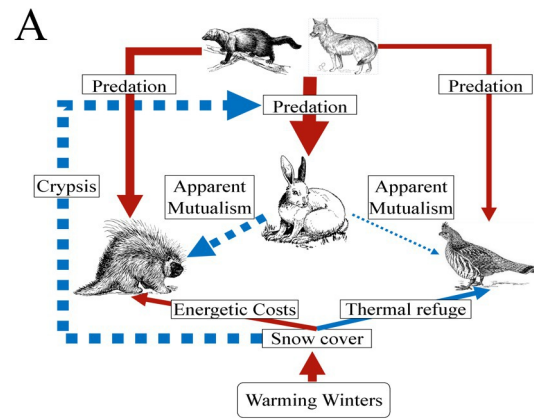 A
Predation
Predation
Predation
Crypsis
Apparent
Mutualism
Apparent
Mutualism
Energetic Costs
Thermal refuge
Snow cover
Warming Winters